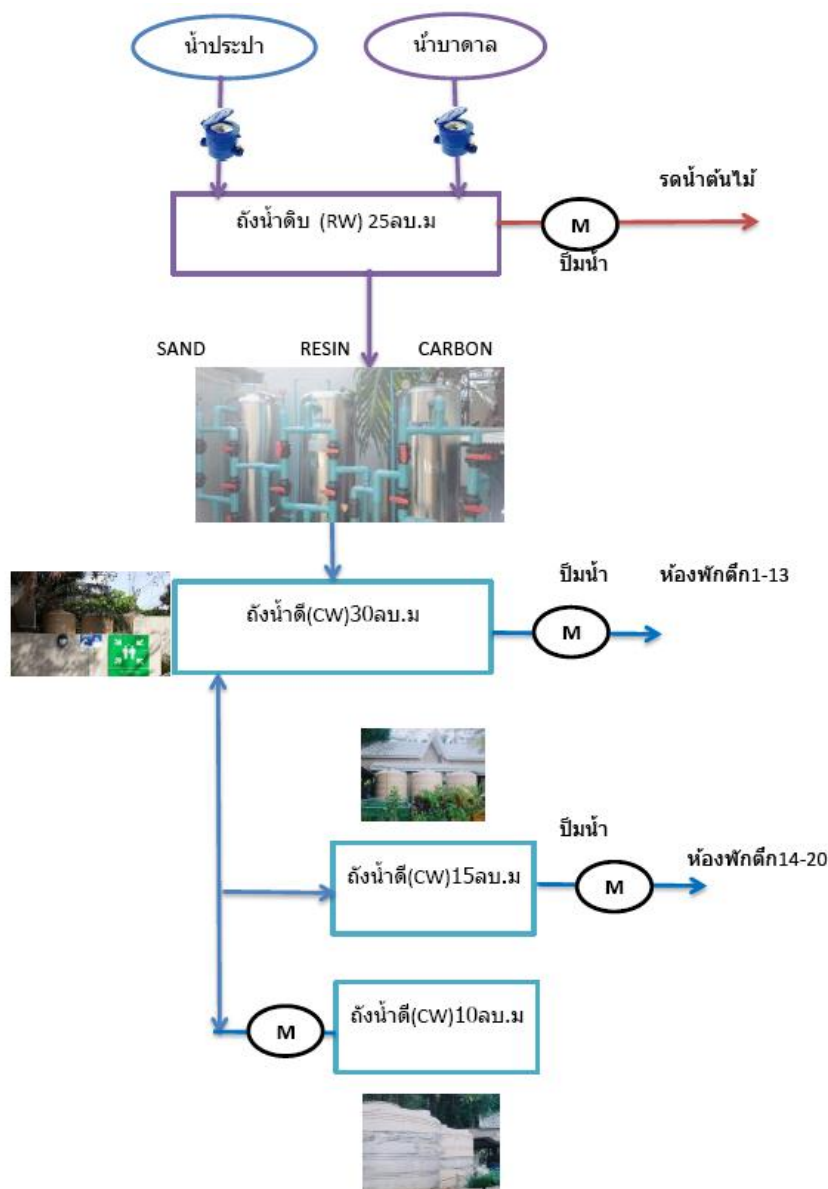 น้ำประปา
น้ำบาดาล
รดน้ำต้นไม้
ถังน้ำดิบ (RW) 25ลบ.ม
M
ปั๊มน้ำ
SAND
RESIN
CARBON
ปั๊มน้ำ
ห้องพักตึก1-13
ถังน้ำดี(CW)30ลบ.ม
M
ปั๊มน้ำ
ห้องพักตึก14-20
ถังน้ำดี(CW)15ลบ.ม
M
ถังน้ำดี(CW)10ลบ.ม
M